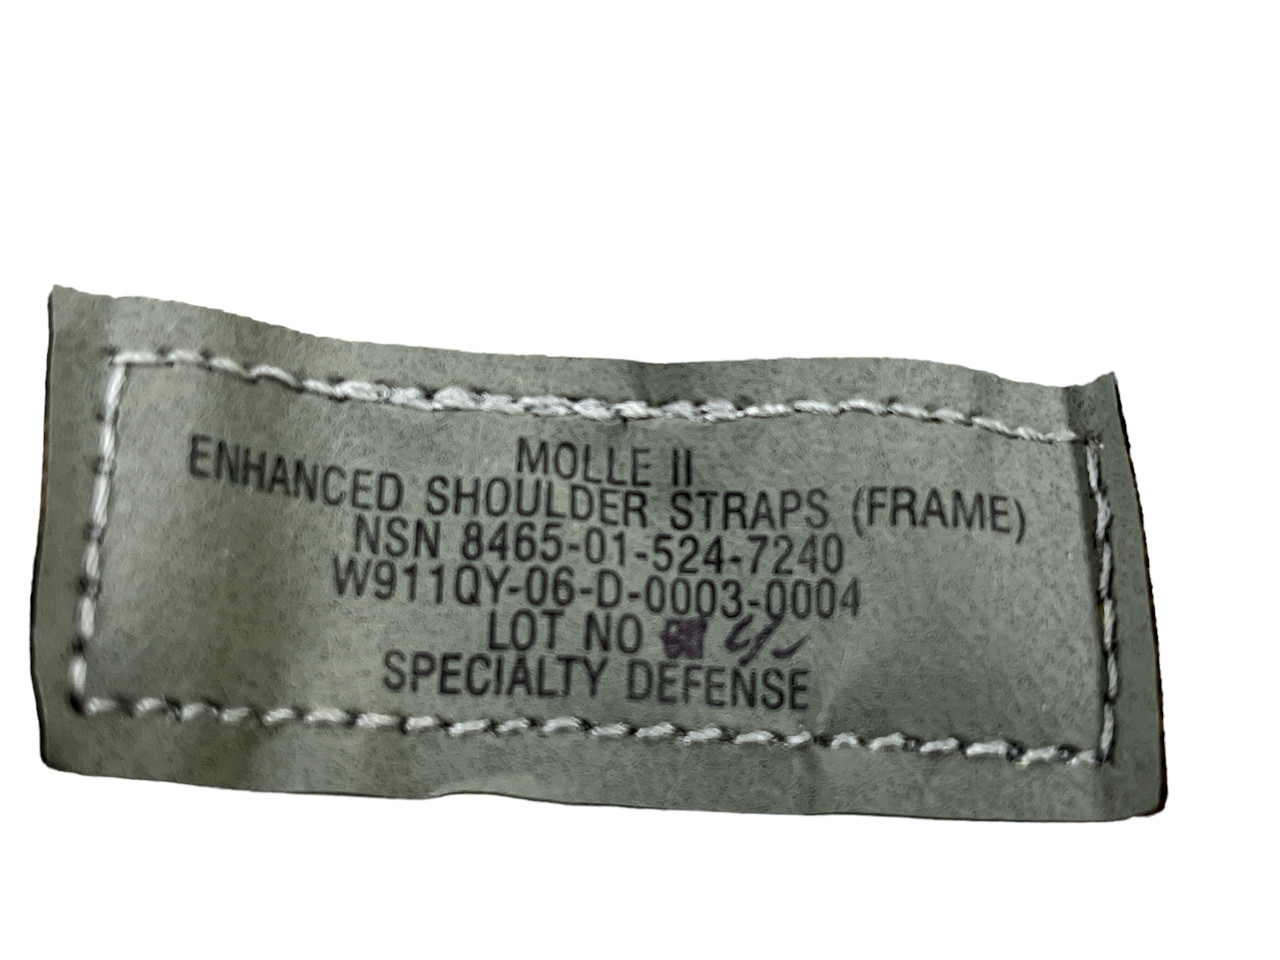 MOLLE II
ENHANCED SHOULDER STRAPS (FRAME)
NSN 8465-01-524-7240
W911QY-06-D-0003-0004
LOT NO
SPECIALTY DEFENSE